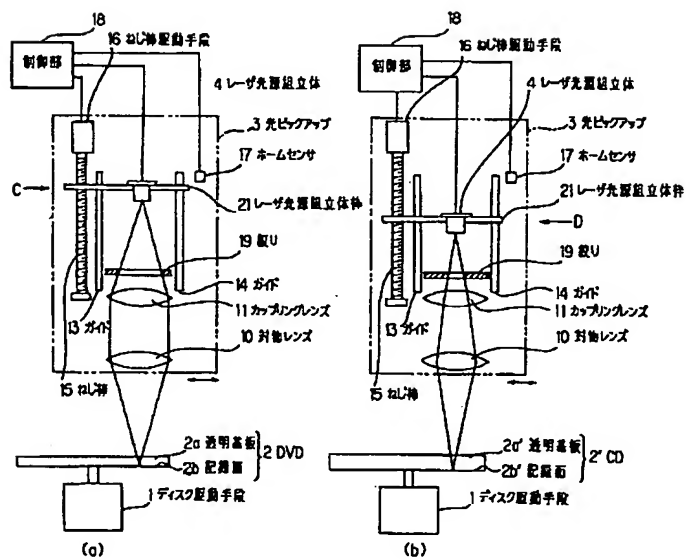 18
制御部
16 ねじ棒駆動手段
4 レーザ光源組立体
3 光ピックアップ
17 ホームセンサ
C
21 レーザ光源組立体枠
19 絞り
14 ガイド
13 ガイド
11 カップリングレンズ
10 対物レンズ
15 ねじ棒
2a 透明基板
2b 記録面
2 DVD
1 ディスク駆動手段
(a)
18
制御部
16 ねじ棒駆動手段
4 レーザ光源組立体
3 光ピックアップ
17 ホームセンサ
21 レーザ光源組立体枠
D
19 絞り
14 ガイド
13 ガイド
11 カップリングレンズ
10 対物レンズ
15 ねじ棒
2a' 透明基板
2b' 記録面
2' CD
1 ディスク駆動手段
(b)